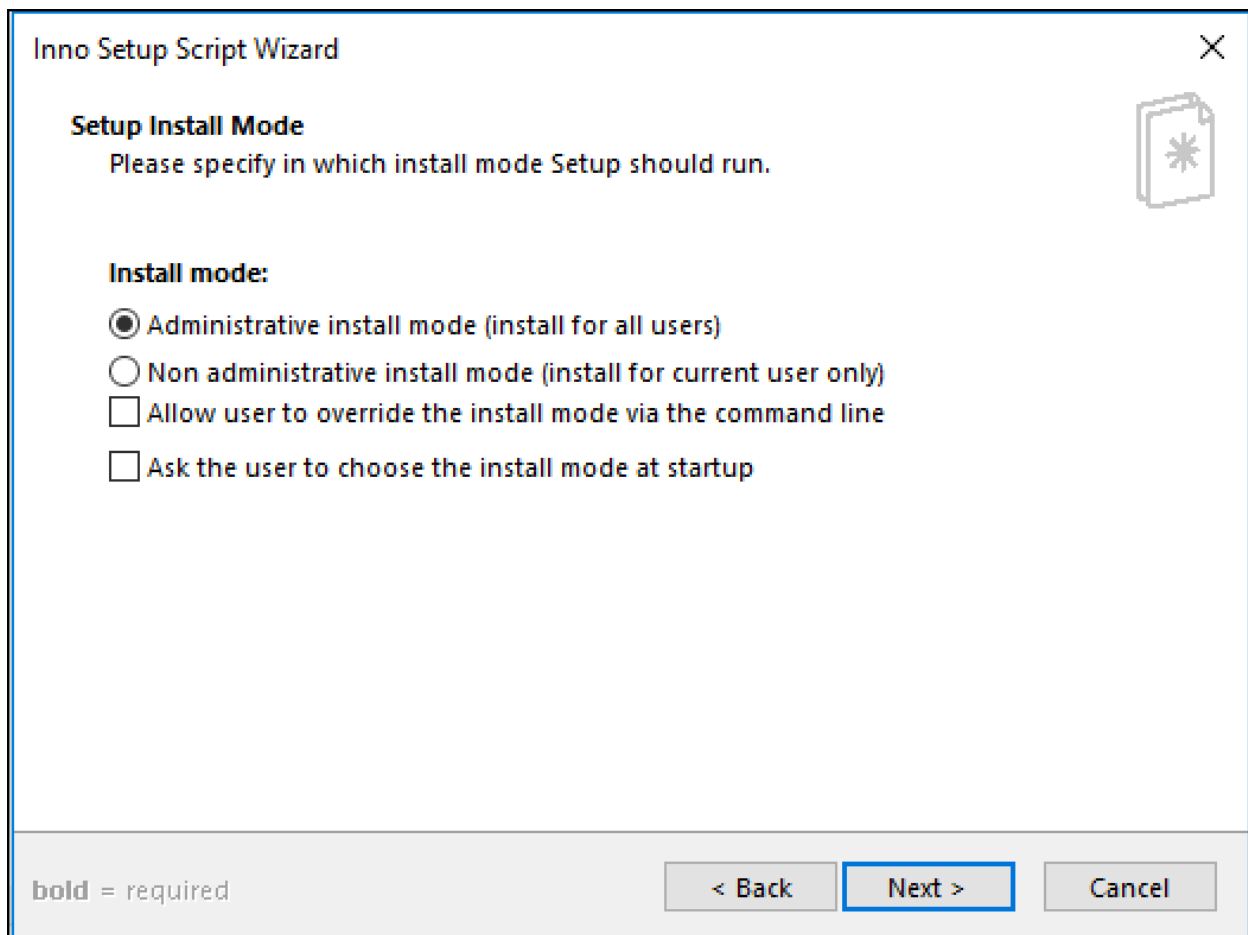 Inno Setup Script Wizard
Setup Install Mode
Please specify in which install mode Setup should run.
Install mode:
Administrative install mode (install for all users)
Non administrative install mode (install for current user only)
Allow user to override the install mode via the command line
Ask the user to choose the install mode at startup
bold = required
< Back
Next >
Cancel